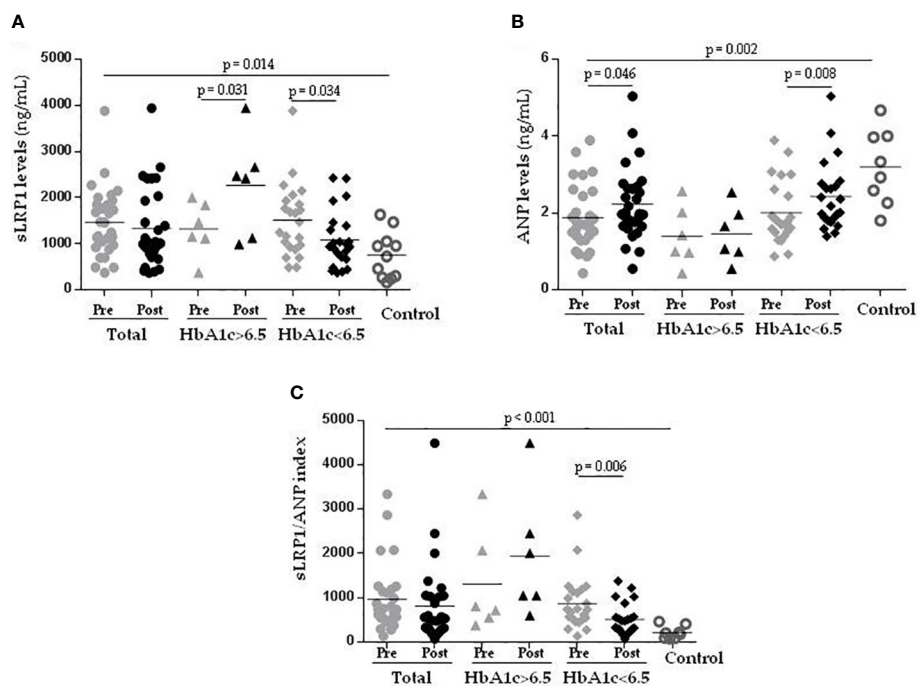 A
sLRP1 levels (ng/mL)
5000
4000
3000
2000
1000
0
p = 0.014
p = 0.031
p = 0.034
Pre Post Pre Post Pre Post
Total HbA1c>6.5 HbA1c<6.5 Control
B
ANP levels (ng/mL)
6
4
2
0
p = 0.002
p = 0.046
p = 0.008
Pre Post Pre Post Pre Post
Total HbA1c>6.5 HbA1c<6.5 Control
C
sLRP1/ANP index
5000
4000
3000
2000
1000
0
p < 0.001
p = 0.006
Pre Post Pre Post Pre Post
Total HbA1c>6.5 HbA1c<6.5 Control